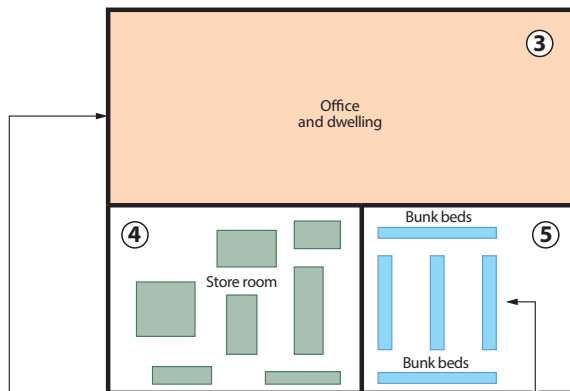 ③
Office
and dwelling
④
Store room
Bunk beds
⑤
Bunk beds